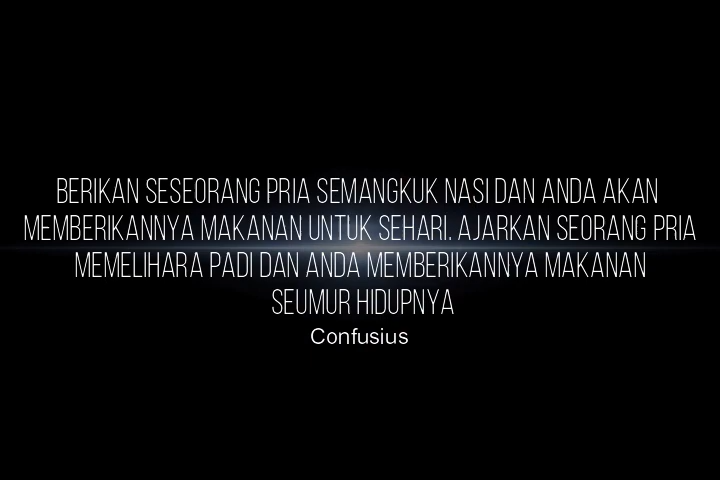 BERIKAN SESEORANG PRIA SEMANGKUK NASI DAN ANDA AKAN
MEMBERIKANNYA MAKANAN UNTUK SEHARI. AJARKAN SEORANG PRIA
MEMELIHARA PADI DAN ANDA MEMBERIKANNYA MAKANAN
SEUMUR HIDUPNYA
Confusius